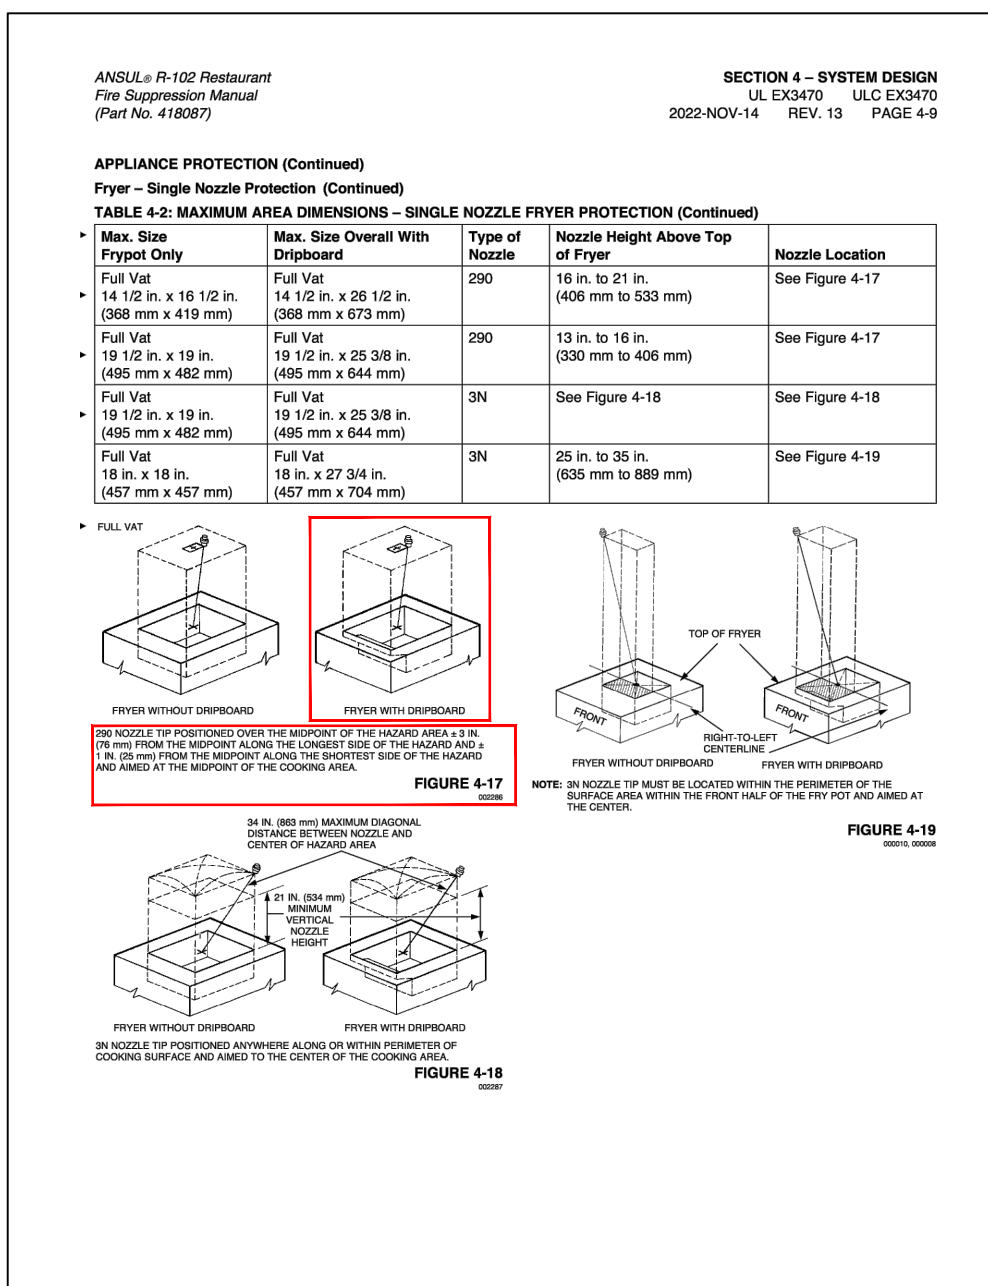 ANSUL® R-102 Restaurant
Fire Suppression Manual
(Part No. 418087)
SECTION 4 – SYSTEM DESIGN
UL EX3470 ULC EX3470
2022-NOV-14 REV. 13 PAGE 4-9
APPLIANCE PROTECTION (Continued)
Fryer – Single Nozzle Protection (Continued)
TABLE 4-2: MAXIMUM AREA DIMENSIONS – SINGLE NOZZLE FRYER PROTECTION (Continued)
Max. Size
Frypot Only
Max. Size Overall With
Dripboard
Type of
Nozzle
Nozzle Height Above Top
of Fryer
Nozzle Location
Full Vat
14 1/2 in. x 16 1/2 in.
(368 mm x 419 mm)
Full Vat
14 1/2 in. x 26 1/2 in.
(368 mm x 673 mm)
290
16 in. to 21 in.
(406 mm to 533 mm)
See Figure 4-17
Full Vat
19 1/2 in. x 19 in.
(495 mm x 482 mm)
Full Vat
19 1/2 in. x 25 3/8 in.
(495 mm x 644 mm)
290
13 in. to 16 in.
(330 mm to 406 mm)
See Figure 4-17
Full Vat
19 1/2 in. x 19 in.
(495 mm x 482 mm)
Full Vat
19 1/2 in. x 25 3/8 in.
(495 mm x 644 mm)
3N
See Figure 4-18
See Figure 4-18
Full Vat
18 in. x 18 in.
(457 mm x 457 mm)
Full Vat
18 in. x 27 3/4 in.
(457 mm x 704 mm)
3N
25 in. to 35 in.
(635 mm to 889 mm)
See Figure 4-19
FULL VAT
FRYER WITHOUT DRIPBOARD
FRYER WITH DRIPBOARD
290 NOZZLE TIP POSITIONED OVER THE MIDPOINT OF THE HAZARD AREA ± 3 IN.
(76 mm) FROM THE MIDPOINT ALONG THE LONGEST SIDE OF THE HAZARD AND ±
1 IN. (25 mm) FROM THE MIDPOINT ALONG THE SHORTEST SIDE OF THE HAZARD
AND AIMED AT THE MIDPOINT OF THE COOKING AREA.
FIGURE 4-17
002286
TOP OF FRYER
FRONT
FRONT
RIGHT-TO-LEFT
CENTERLINE
FRYER WITHOUT DRIPBOARD
FRYER WITH DRIPBOARD
NOTE: 3N NOZZLE TIP MUST BE LOCATED WITHIN THE PERIMETER OF THE
SURFACE AREA WITHIN THE FRONT HALF OF THE FRY POT AND AIMED AT
THE CENTER.
FIGURE 4-19
000010, 000008
34 IN. (863 mm) MAXIMUM DIAGONAL
DISTANCE BETWEEN NOZZLE AND
CENTER OF HAZARD AREA
21 IN. (534 mm)
MINIMUM
VERTICAL
NOZZLE
HEIGHT
FRYER WITHOUT DRIPBOARD
FRYER WITH DRIPBOARD
3N NOZZLE TIP POSITIONED ANYWHERE ALONG OR WITHIN PERIMETER OF
COOKING SURFACE AND AIMED TO THE CENTER OF THE COOKING AREA.
FIGURE 4-18
002287